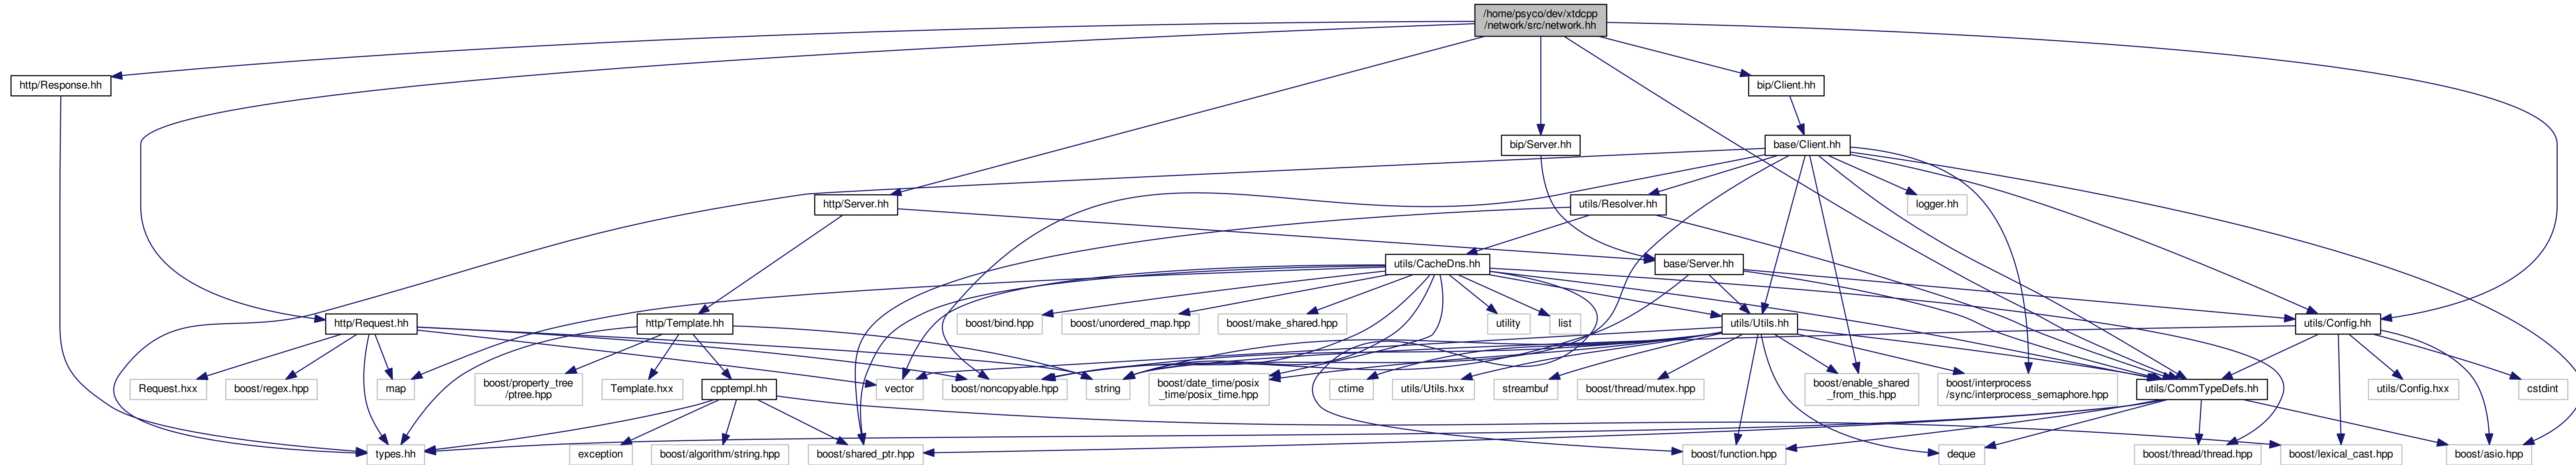 /home/psyco/dev/xtdcpp
/network/src/network.hh
http/Response.hh
bip/Client.hh
bip/Server.hh
base/Client.hh
http/Server.hh
utils/Resolver.hh
logger.hh
utils/CacheDns.hh
base/Server.hh
http/Request.hh
http/Template.hh
boost/bind.hpp
boost/unordered_map.hpp
boost/make_shared.hpp
utility
list
utils/Utils.hh
utils/Config.hh
Request.hxx
boost/regex.hpp
map
boost/property_tree
/ptree.hpp
Template.hxx
cpptempl.hh
vector
boost/noncopyable.hpp
string
boost/date_time/posix
_time/posix_time.hpp
ctime
utils/Utils.hxx
streambuf
boost/thread/mutex.hpp
boost/enable_shared
_from_this.hpp
boost/interprocess
/sync/interprocess_semaphore.hpp
utils/CommTypeDefs.hh
utils/Config.hxx
cstdint
types.hh
exception
boost/algorithm/string.hpp
boost/shared_ptr.hpp
boost/function.hpp
deque
boost/thread/thread.hpp
boost/lexical_cast.hpp
boost/asio.hpp